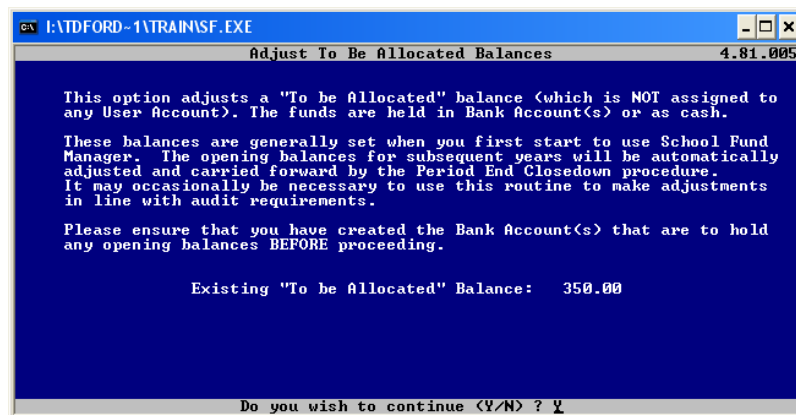 I:\TDFORD~1\TRAIN\SF.EXE
Adjust To Be Allocated Balances 4.81.005
This option adjusts a "To be Allocated" balance (which is NOT assigned to
any User Account). The funds are held in Bank Account(s) or as cash.
These balances are generally set when you first start to use School Fund
Manager. The opening balances for subsequent years will be automatically
adjusted and carried forward by the Period End Closedown procedure.
It may occasionally be necessary to use this routine to make adjustments
in line with audit requirements.
Please ensure that you have created the Bank Account(s) that are to hold
any opening balances BEFORE proceeding.
Existing "To be Allocated" Balance: 350.00
Do you wish to continue (Y/N) ? Y